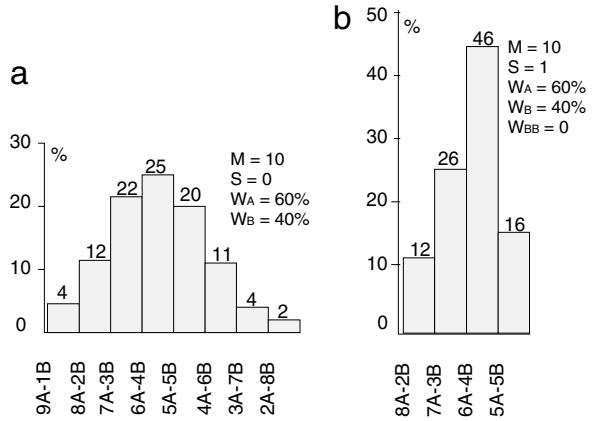 a
30
%
20
10
0
4
12
22
25
20
11
4
2
M = 10
S = 0
WA = 60%
WB = 40%
9A-1B
8A-2B
7A-3B
6A-4B
5A-5B
4A-6B
3A-7B
2A-8B
b
50
%
40
30
20
10
0
12
26
46
16
M = 10
S = 1
WA = 60%
WB = 40%
WBB = 0
8A-2B
7A-3B
6A-4B
5A-5B